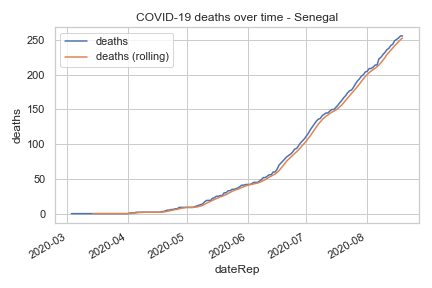 COVID-19 deaths over time - Senegal
deaths
deaths (rolling)
250
200
150
100
50
0
deaths
2020-03
2020-04
2020-05
2020-06
2020-07
2020-08
dateRep